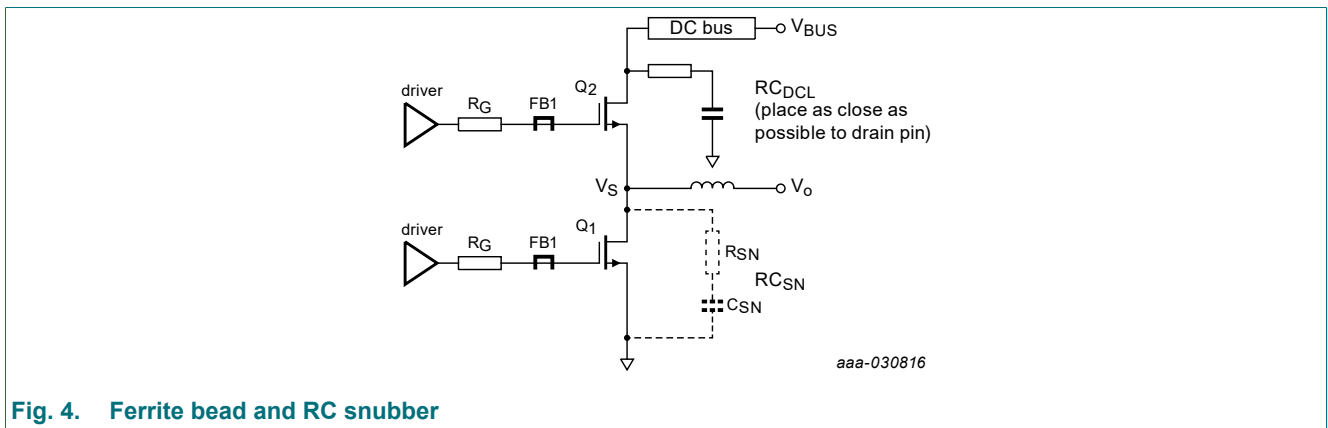 DC bus
VBUS
driver
RG
FB1
Q2
RCDCL
(place as close as
possible to drain pin)
VS
Vo
driver
RG
FB1
Q1
RSN
RCSN
CSN
aaa-030816
Fig. 4. Ferrite bead and RC snubber